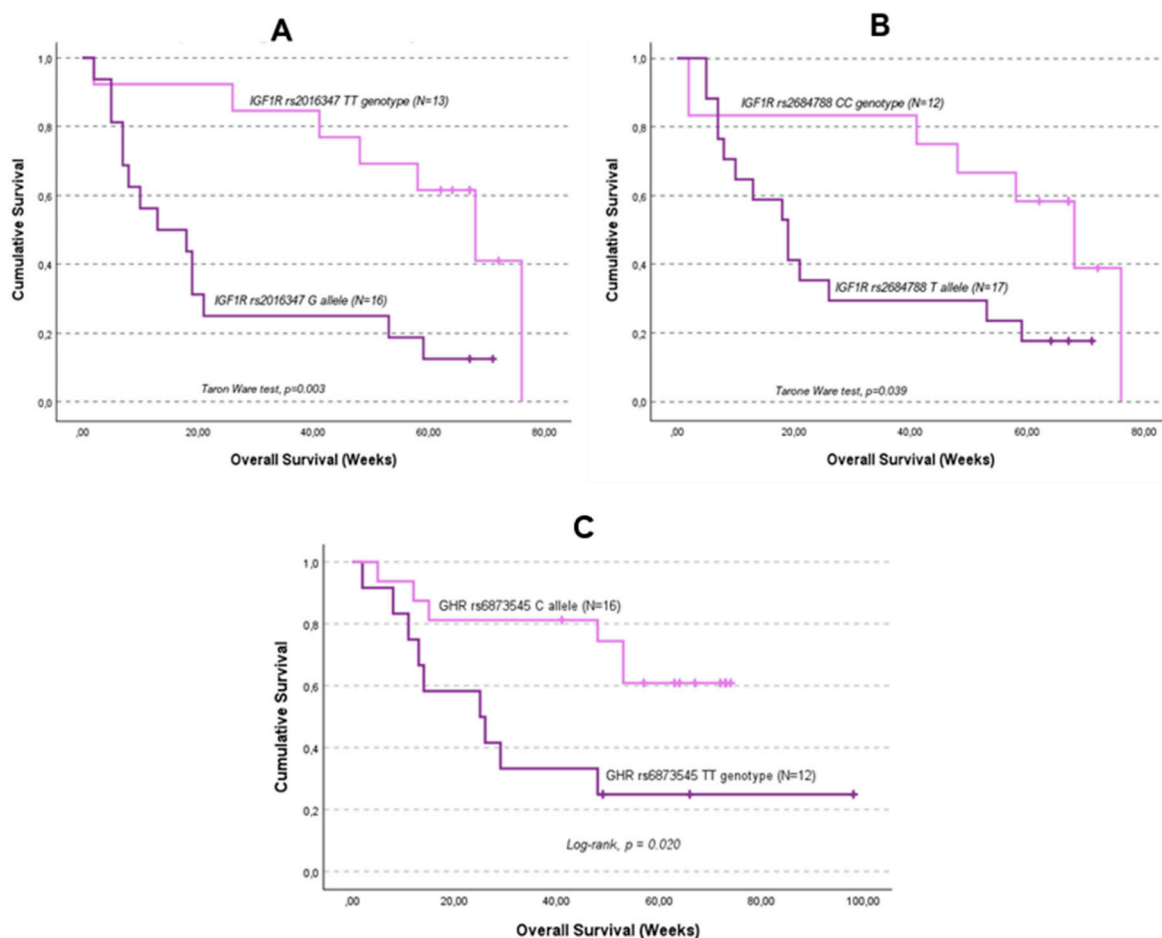 A
1,0
0,8
0,6
0,4
0,2
0,0
Cumulative Survival
IGF1R rs2016347 TT genotype (N=13)
IGF1R rs2016347 G allele (N=16)
Taron Ware test, p=0.003
,00 20,00 40,00 60,00 80,00
Overall Survival (Weeks)
B
1,0
0,8
0,6
0,4
0,2
0,0
Cumulative Survival
IGF1R rs2684788 CC genotype (N=12)
IGF1R rs2684788 T allele (N=17)
Tarone Ware test, p=0.039
,00 20,00 40,00 60,00 80,00
Overall Survival (Weeks)
C
1,0
0,8
0,6
0,4
0,2
0,0
Cumulative Survival
GHR rs6873545 C allele (N=16)
GHR rs6873545 TT genotype (N=12)
Log-rank, p = 0.020
,00 20,00 40,00 60,00 80,00 100,00
Overall Survival (Weeks)